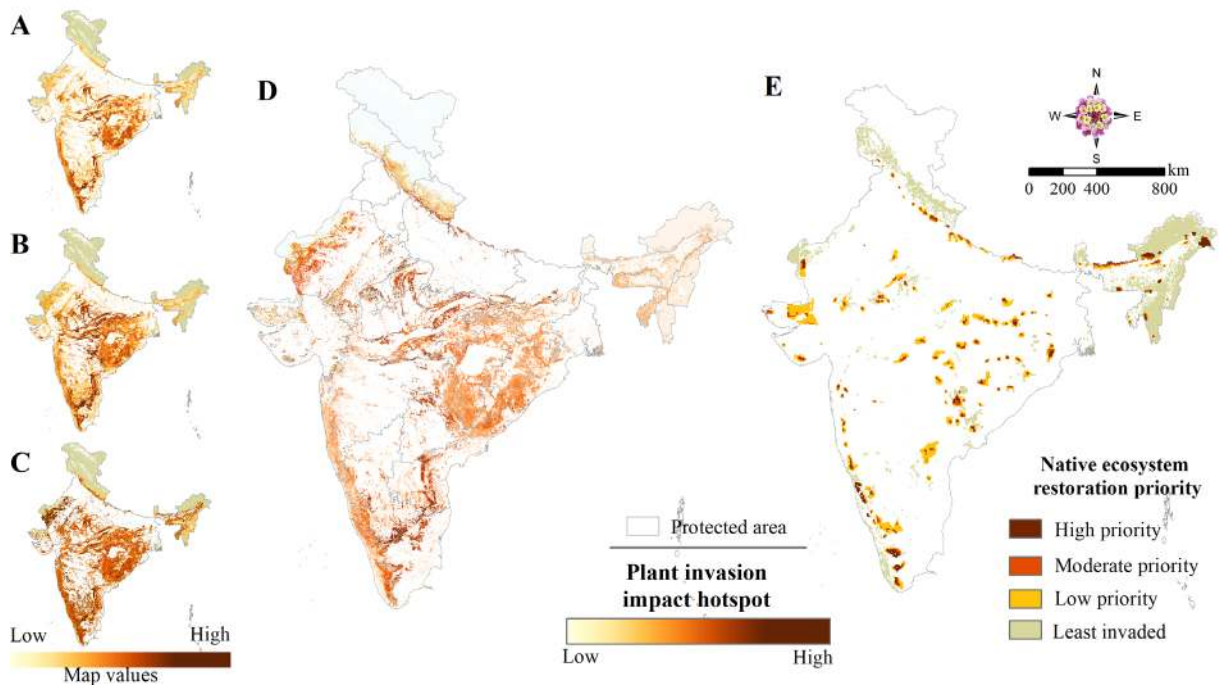 A
B
C
Low High
Map values
D
Protected area
Plant invasion
impact hotspot
Low High
E
N
W E
S
km
0 200 400 800
Native ecosystem
restoration priority
High priority
Moderate priority
Low priority
Least invaded